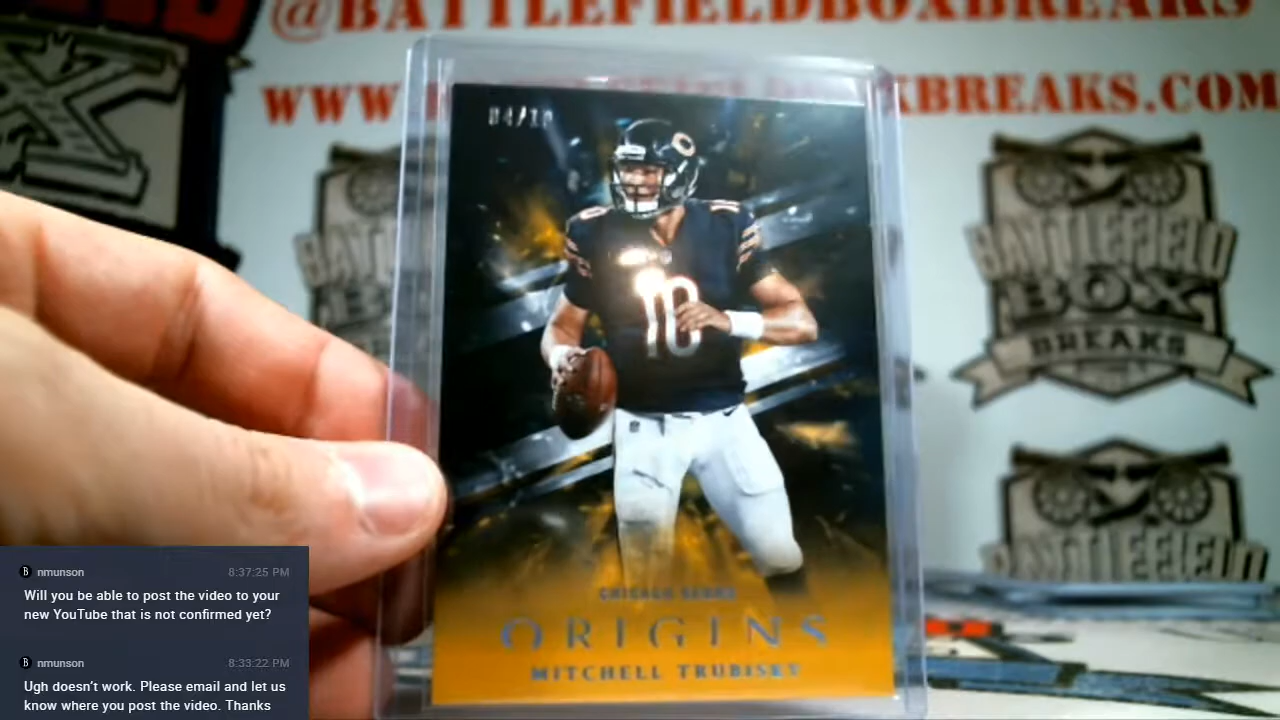 @BATTLEFIELDBOXBREAKS
WWW. BOXBREAKS.COM
BATTLEFIELD
BOX
BREAKS
BATTLEFIELD
04/10
10
CHICAGO BEARS
ORIGINS
MITCHELL TRUBISKY
nmunson 8:37:25 PM
Will you be able to post the video to your
new YouTube that is not confirmed yet?
nmunson 8:33:22 PM
Ugh doesn't work. Please email and let us
know where you post the video. Thanks